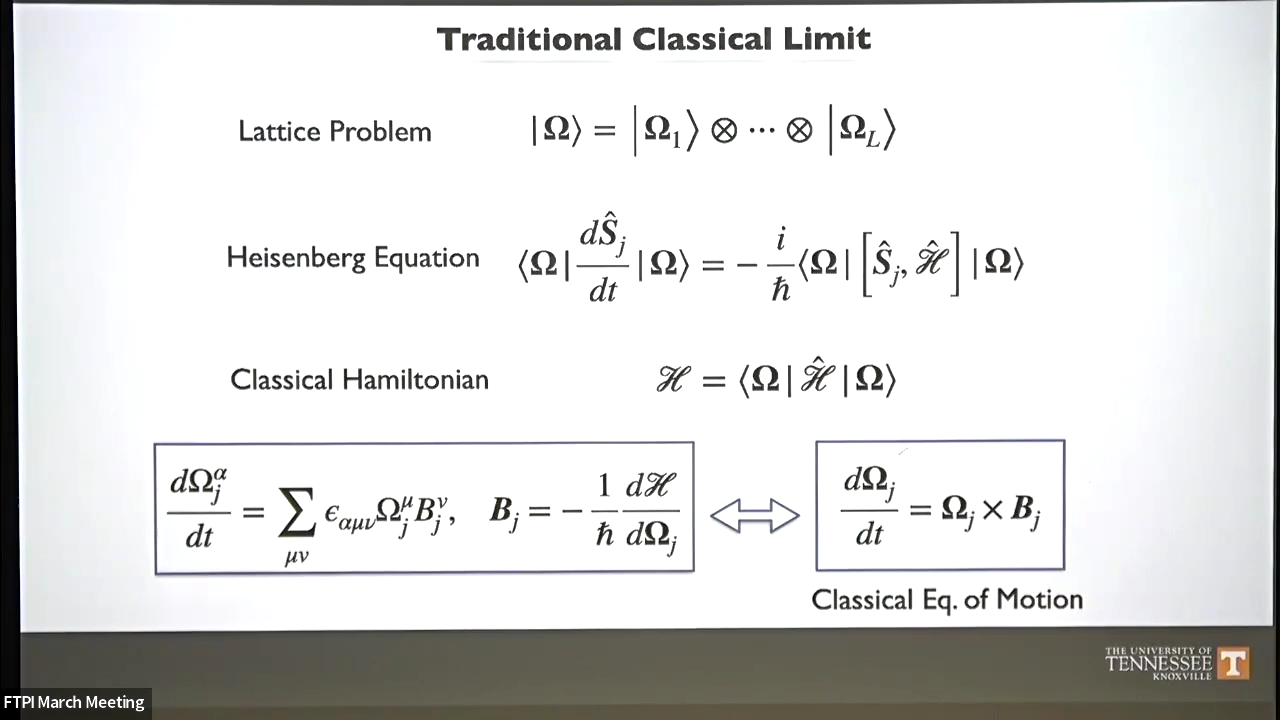 Traditional Classical Limit
Lattice Problem |Ω⟩ = |Ω₁⟩ ⊗ ⋯ ⊗ |Ω_L⟩
Heisenberg Equation ⟨Ω| dŜ_j/dt |Ω⟩ = − i/ħ ⟨Ω| [Ŝ_j, Ĥ] |Ω⟩
Classical Hamiltonian ℋ = ⟨Ω| Ĥ |Ω⟩
dΩ_j^α/dt = ∑_{μν} ϵ_{αμν} Ω_j^μ B_j^ν, B_j = − 1/ħ dℋ/dΩ_j ⟺ dΩ_j/dt = Ω_j × B_j
Classical Eq. of Motion
THE UNIVERSITY OF
TENNESSEE
KNOXVILLE
T
FTPI March Meeting